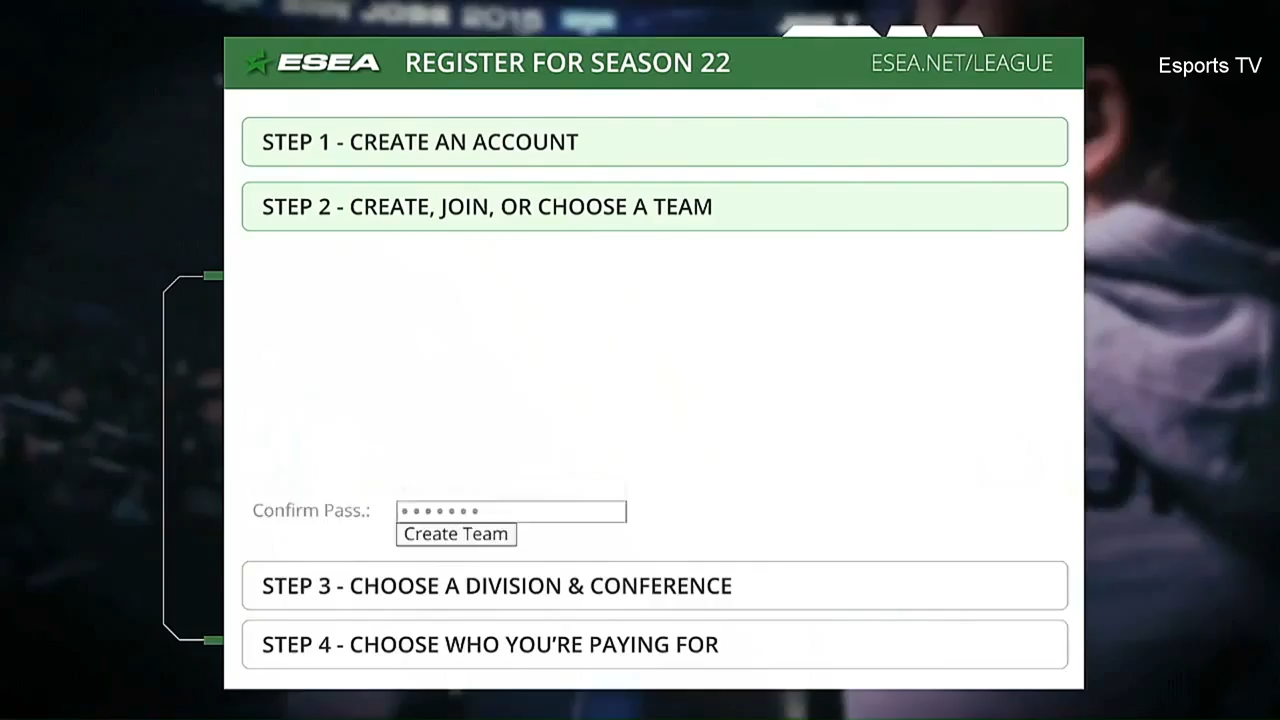 JOSE 2015
ESEA REGISTER FOR SEASON 22 ESEA.NET/LEAGUE
Esports TV
STEP 1 - CREATE AN ACCOUNT
STEP 2 - CREATE, JOIN, OR CHOOSE A TEAM
Confirm Pass.:
Create Team
STEP 3 - CHOOSE A DIVISION & CONFERENCE
STEP 4 - CHOOSE WHO YOU’RE PAYING FOR